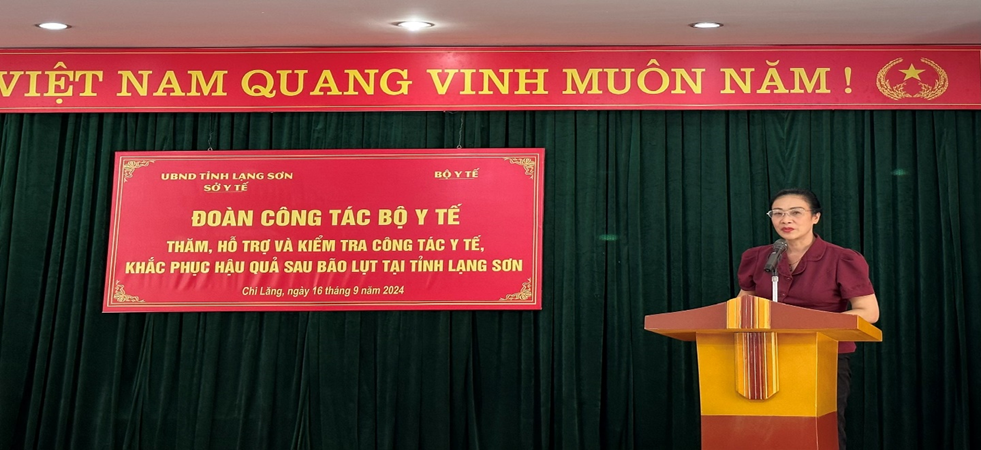 VIỆT NAM QUANG VINH MUÔN NĂM !
UBND TỈNH LẠNG SƠN
SỞ Y TẾ
BỘ Y TẾ
ĐOÀN CÔNG TÁC BỘ Y TẾ
THĂM, HỖ TRỢ VÀ KIỂM TRA CÔNG TÁC Y TẾ,
KHẮC PHỤC HẬU QUẢ SAU BÃO LỤT TẠI TỈNH LẠNG SƠN
Chi Lăng, ngày 16 tháng 9 năm 2024